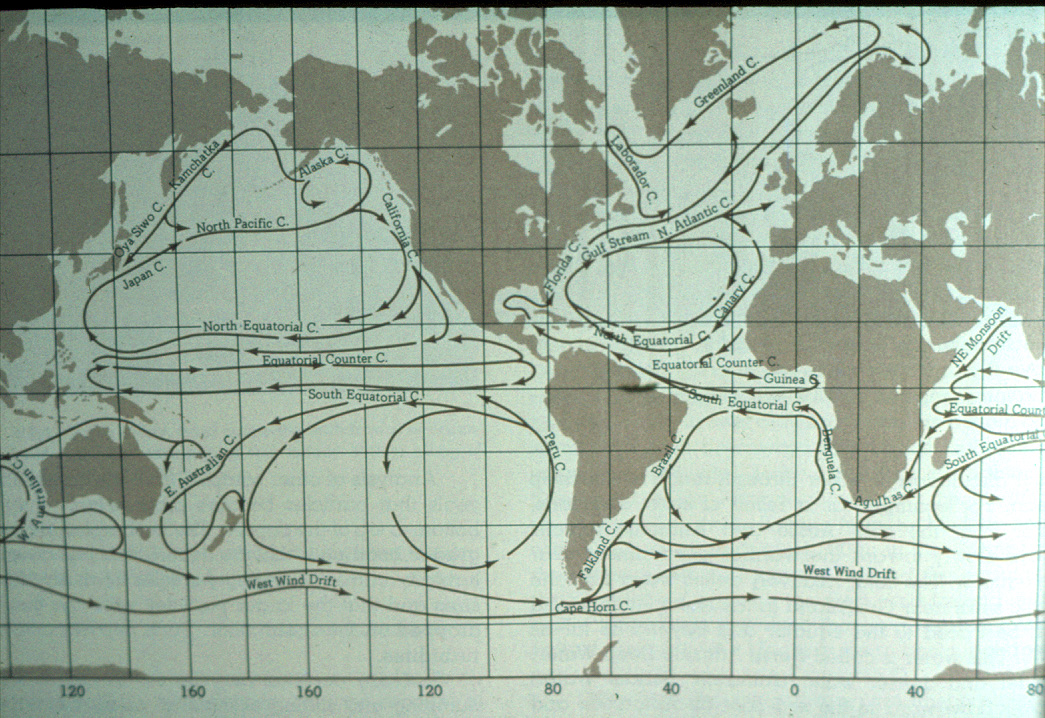 Greenland C.
Laborador C.
Kamchatka
C.
Alaska C.
Oya Siwo C.
North Pacific C.
California C.
Japan C.
Florida C.
Gulf Stream
N. Atlantic C.
Canary C.
North Equatorial C.
North Equatorial C.
Equatorial Counter C.
Equatorial Counter C.
Guinea C.
South Equatorial C.
South Equatorial C.
NE Monsoon
Drift
Equatorial Count
South Equatorial
W. Australian C.
E. Australian C.
Peru C.
Brazil C.
Benguela C.
Agulhas
Falkland C.
West Wind Drift
West Wind Drift
Cape Horn C.
120 160 160 120 80 40 0 40 80